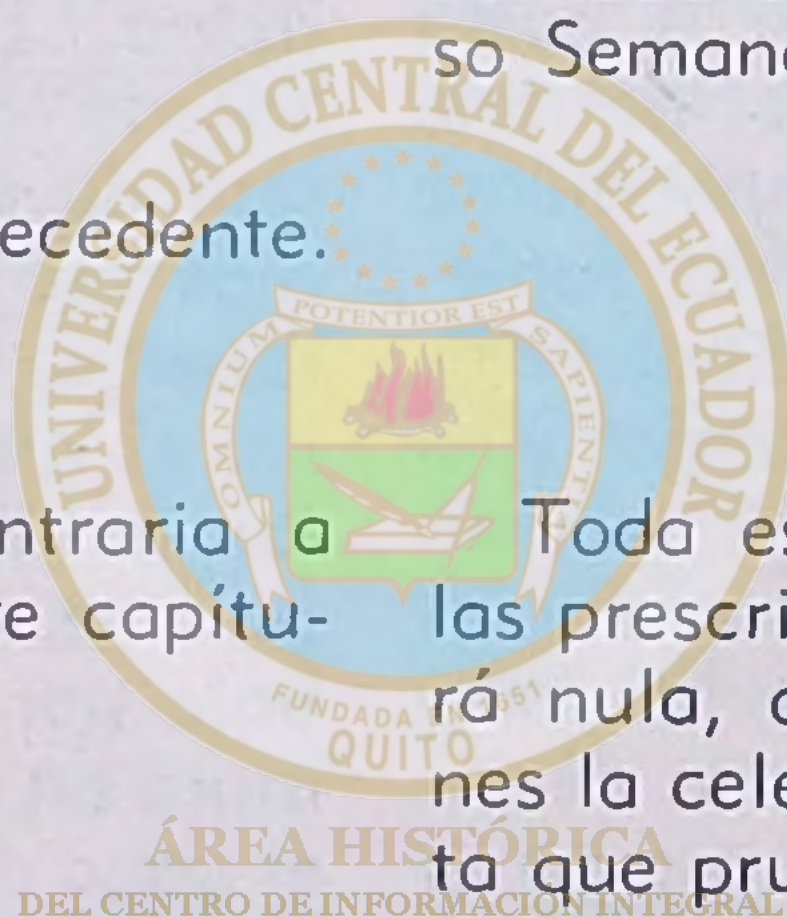 ecedente.
ntraria a
e capítu-
so Seman
Toda es
las prescri
rá nula,
nes la cele
ta que pru
UNIVERSIDAD CENTRAL DEL ECUADOR
OMNIUM POTENTIOR EST SAPIENTIA
FUNDADA EN 1651
QUITO
ÁREA HISTÓRICA
DEL CENTRO DE INFORMACIÓN INTEGRAL